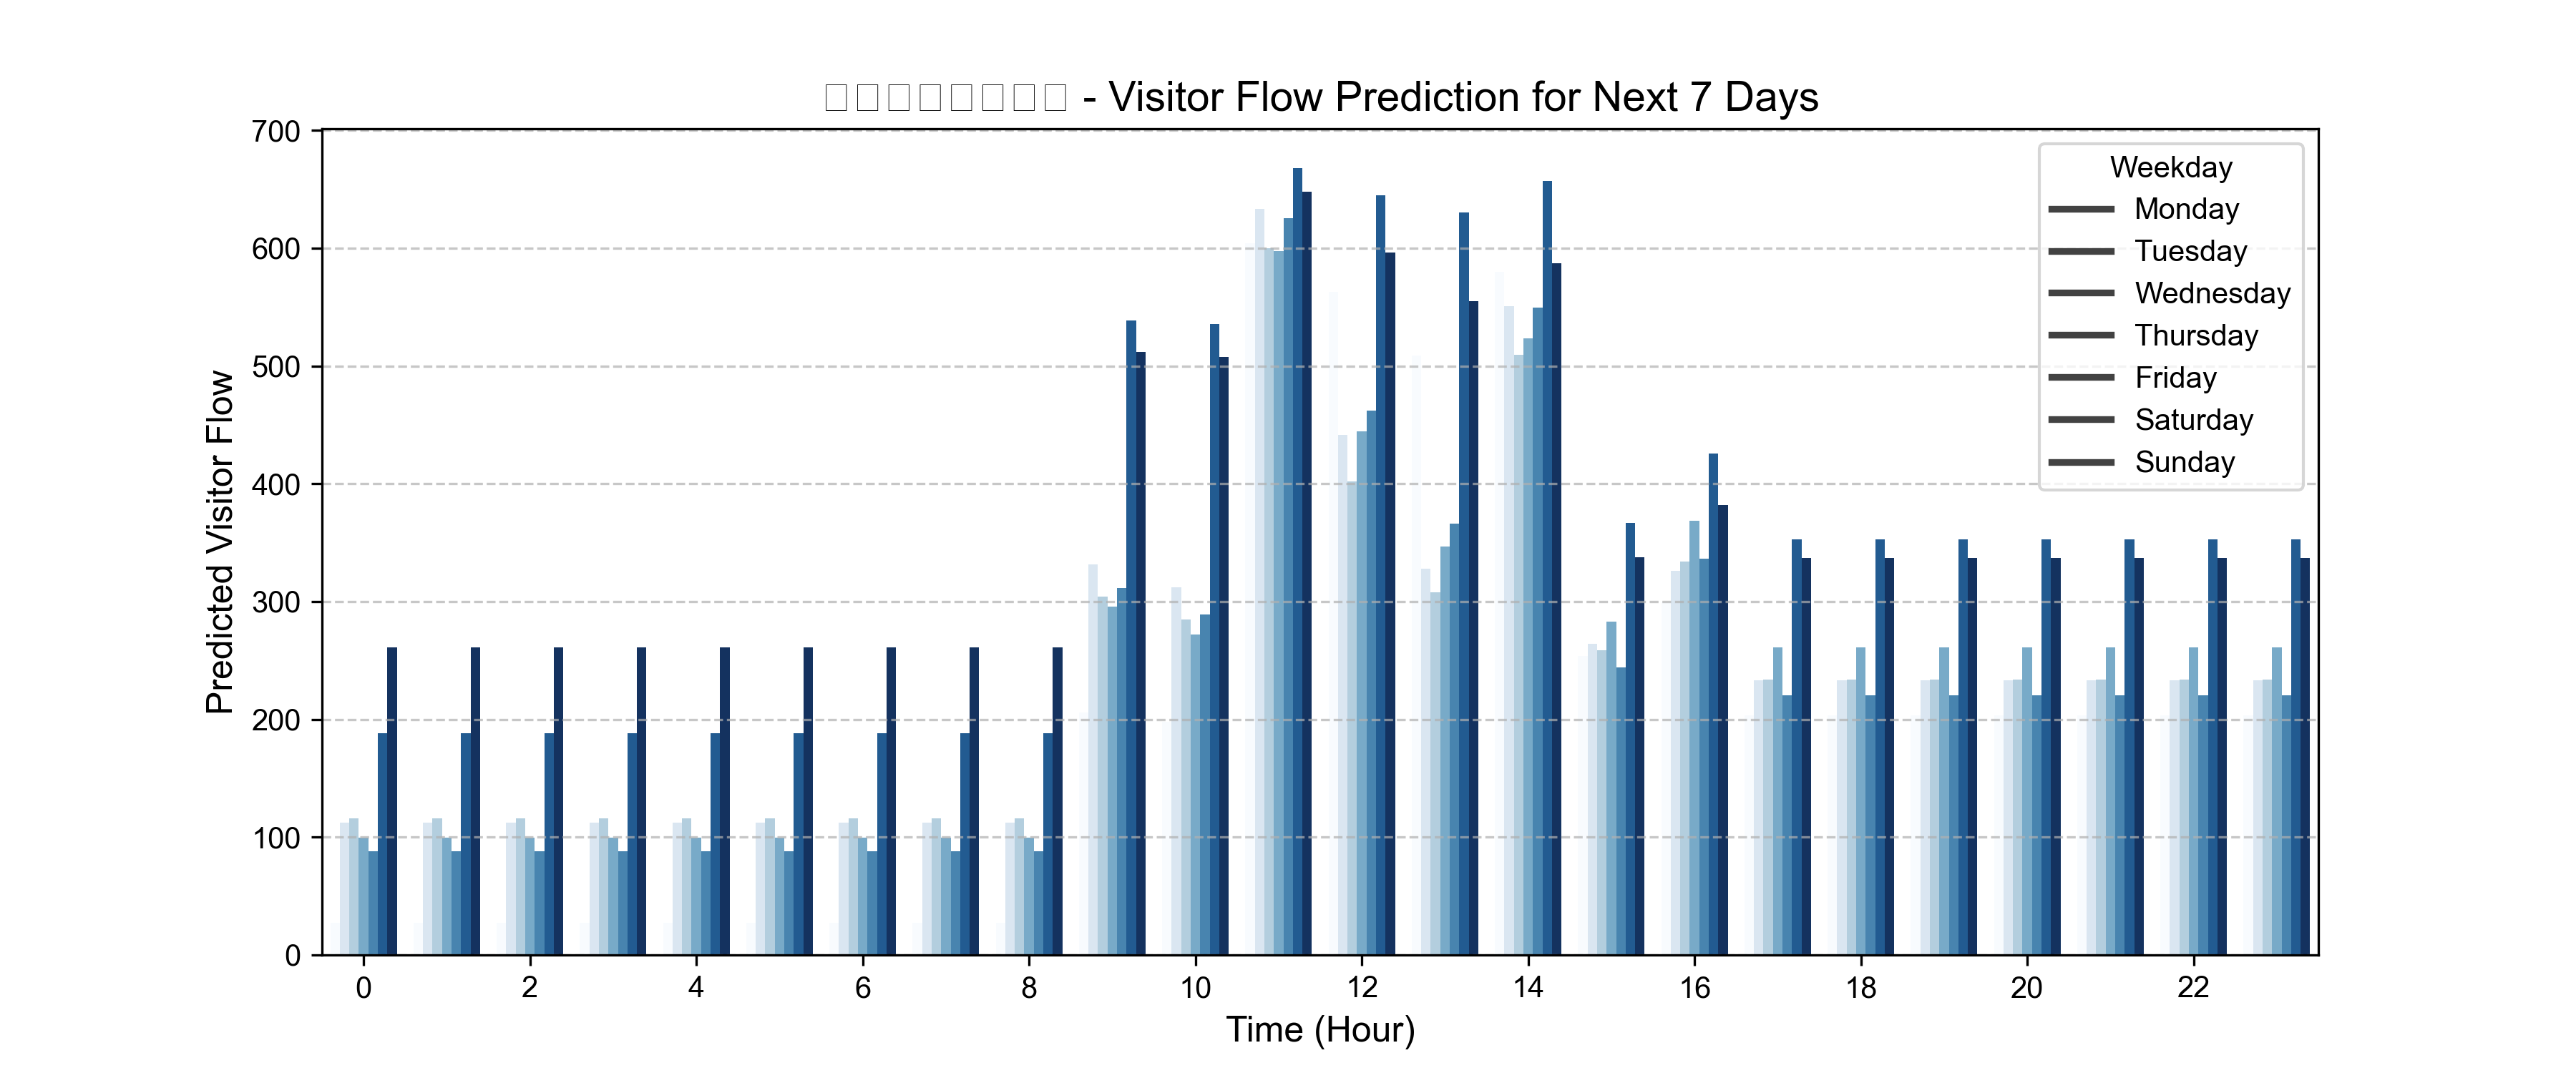 □□□□□□□□ - Visitor Flow Prediction for Next 7 Days
700
600
500
400
300
200
100
0
Predicted Visitor Flow
Weekday
Monday
Tuesday
Wednesday
Thursday
Friday
Saturday
Sunday
0 2 4 6 8 10 12 14 16 18 20 22
Time (Hour)